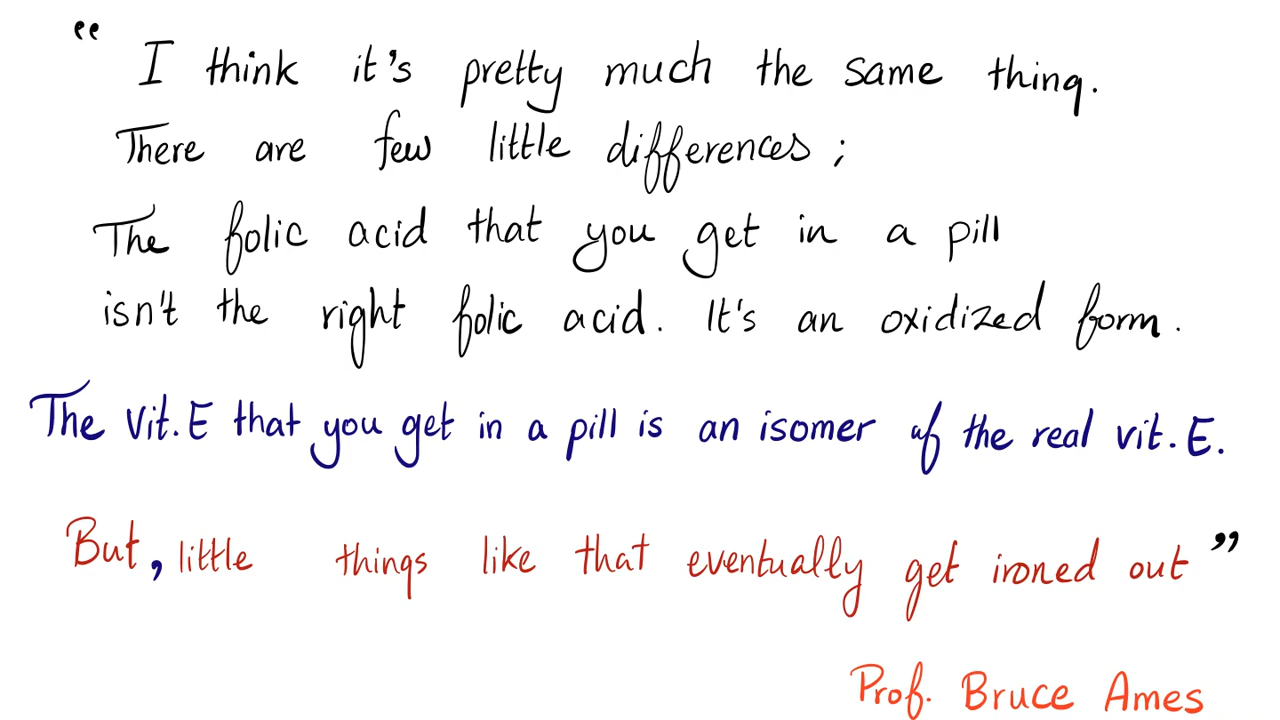 “ I think it's pretty much the same thing.
There are few little differences;
The folic acid that you get in a pill
isn't the right folic acid. It's an oxidized form.
The Vit.E that you get in a pill is an isomer of the real vit.E.
But, little things like that eventually get ironed out ”
Prof. Bruce Ames